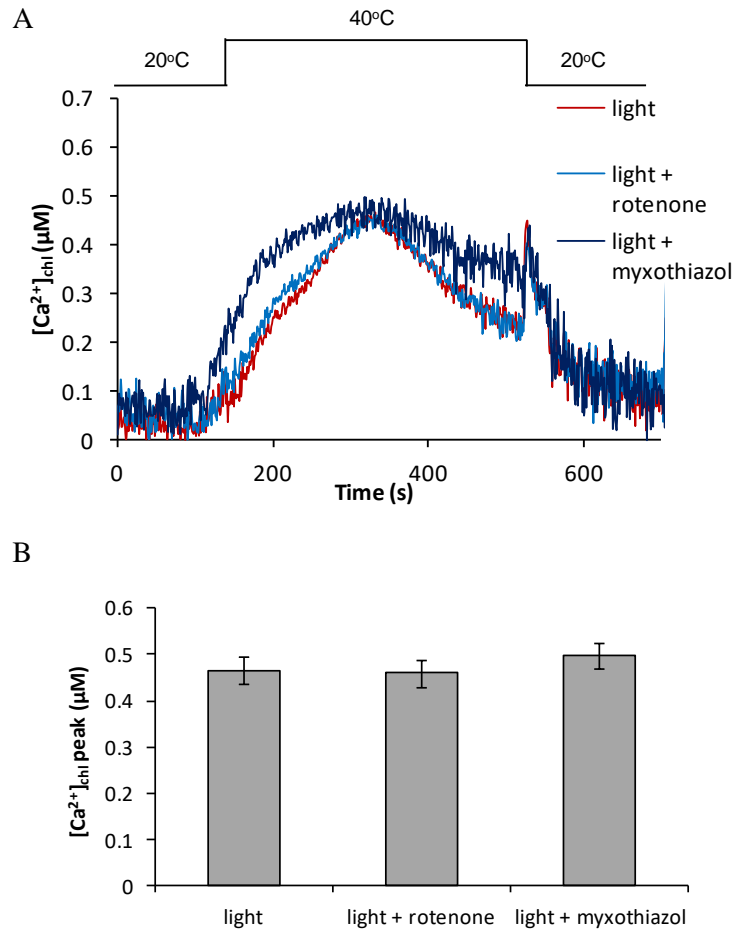 A
40°C
20°C
20°C
0.7
0.6
0.5
0.4
0.3
0.2
0.1
0
[Ca²⁺]chl (µM)
0
200
400
600
Time (s)
light
light +
rotenone
light +
myxothiazol
B
0.6
0.5
0.4
0.3
0.2
0.1
0
[Ca²⁺]chl peak (µM)
light
light + rotenone
light + myxothiazol